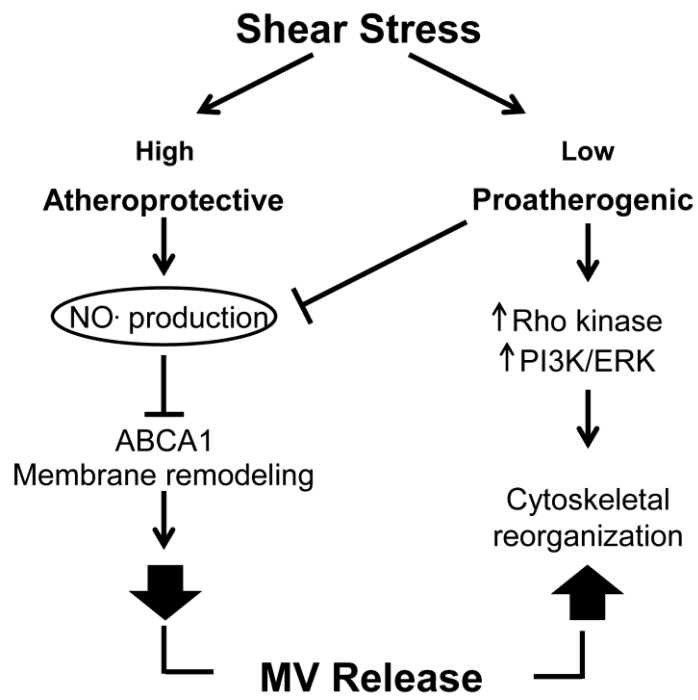 Shear Stress
High
Atheroprotective
Low
Proatherogenic
NO· production
↑Rho kinase
↑PI3K/ERK
ABCA1
Membrane remodeling
Cytoskeletal
reorganization
MV Release